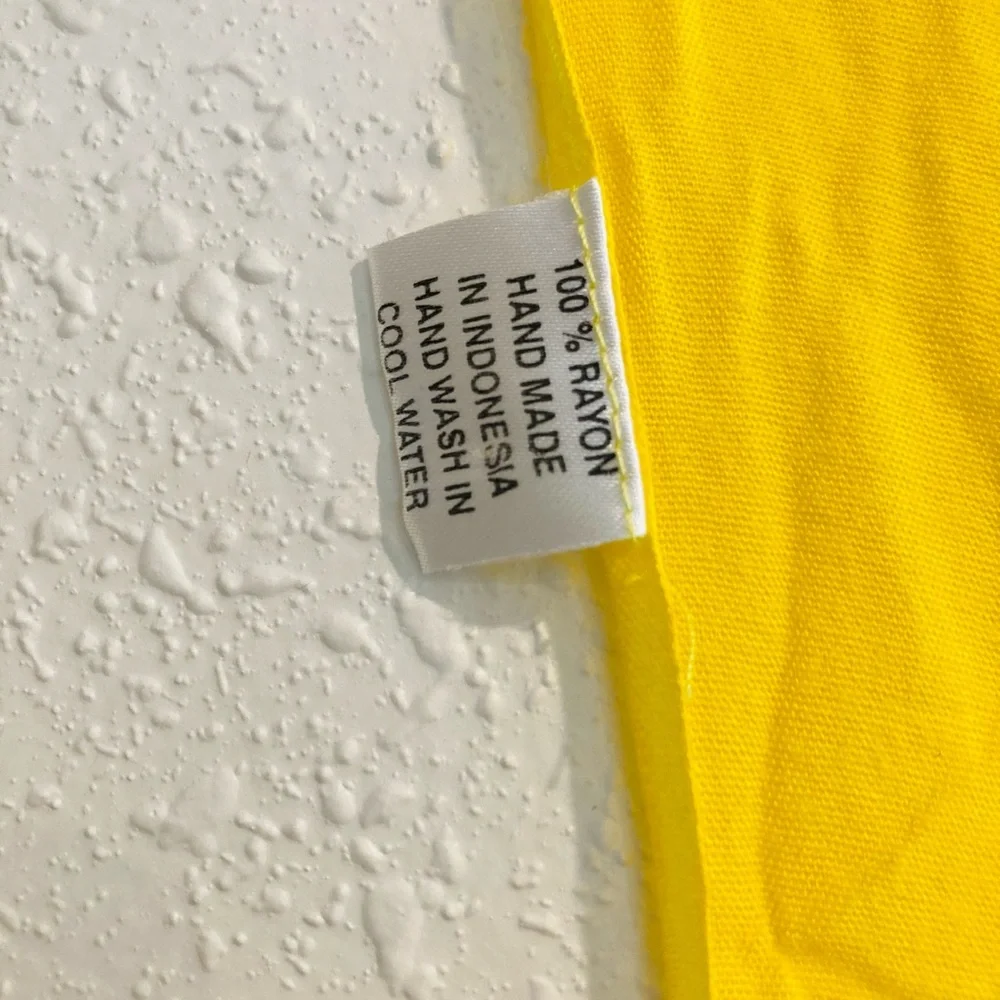 100 % RAYON
HAND MADE
IN INDONESIA
HAND WASH IN
COOL WATER